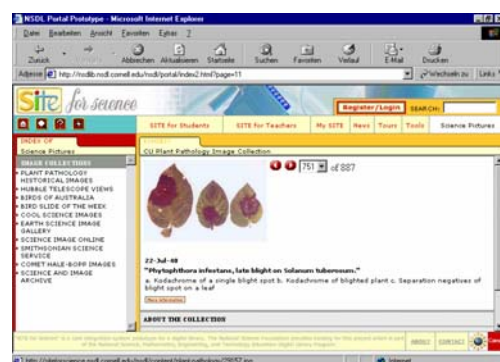 NSDL Portal Prototype - Microsoft Internet Explorer
Datei Bearbeiten Ansicht Favoriten Extras ?
Zurück Abbrechen Aktualisieren Startseite Suchen Favoriten Verlauf E-Mail Drucken
Adresse http://nsdlib.nsdl.cornell.edu/nsdl/portal/index2.html?page=11 Wechseln zu Links
SiTe for science
Register/Login SEARCH:
SITE for Students SITE for Teachers My SITE News Tours Tools Science Pictures
INDEX OF
Science Pictures
IMAGE COLLECTIONS
PLANT PATHOLOGY
HISTORICAL IMAGES
HUBBLE TELESCOPE VIEWS
BIRDS OF AUSTRALIA
BIRD SLIDE OF THE WEEK
COOL SCIENCE IMAGES
EARTH SCIENCE IMAGE
GALLERY
SCIENCE IMAGE ONLINE
SMITHSONIAN SCIENCE
SERVICE
COMET HALE-BOPP IMAGES
SCIENCE AND IMAGE
ARCHIVE
CU Plant Pathology Image Collection
751 of 887
22-Jul-48
"Phytophthora infestans, late blight on Solanum tuberosum."
a. Kodachrome of a single blight spot b. Kodachrome of blighted plant c. Separation negatives of
blight spot on a leaf
More Information
ABOUT THE COLLECTION
ABOUT CONTACT
Internet